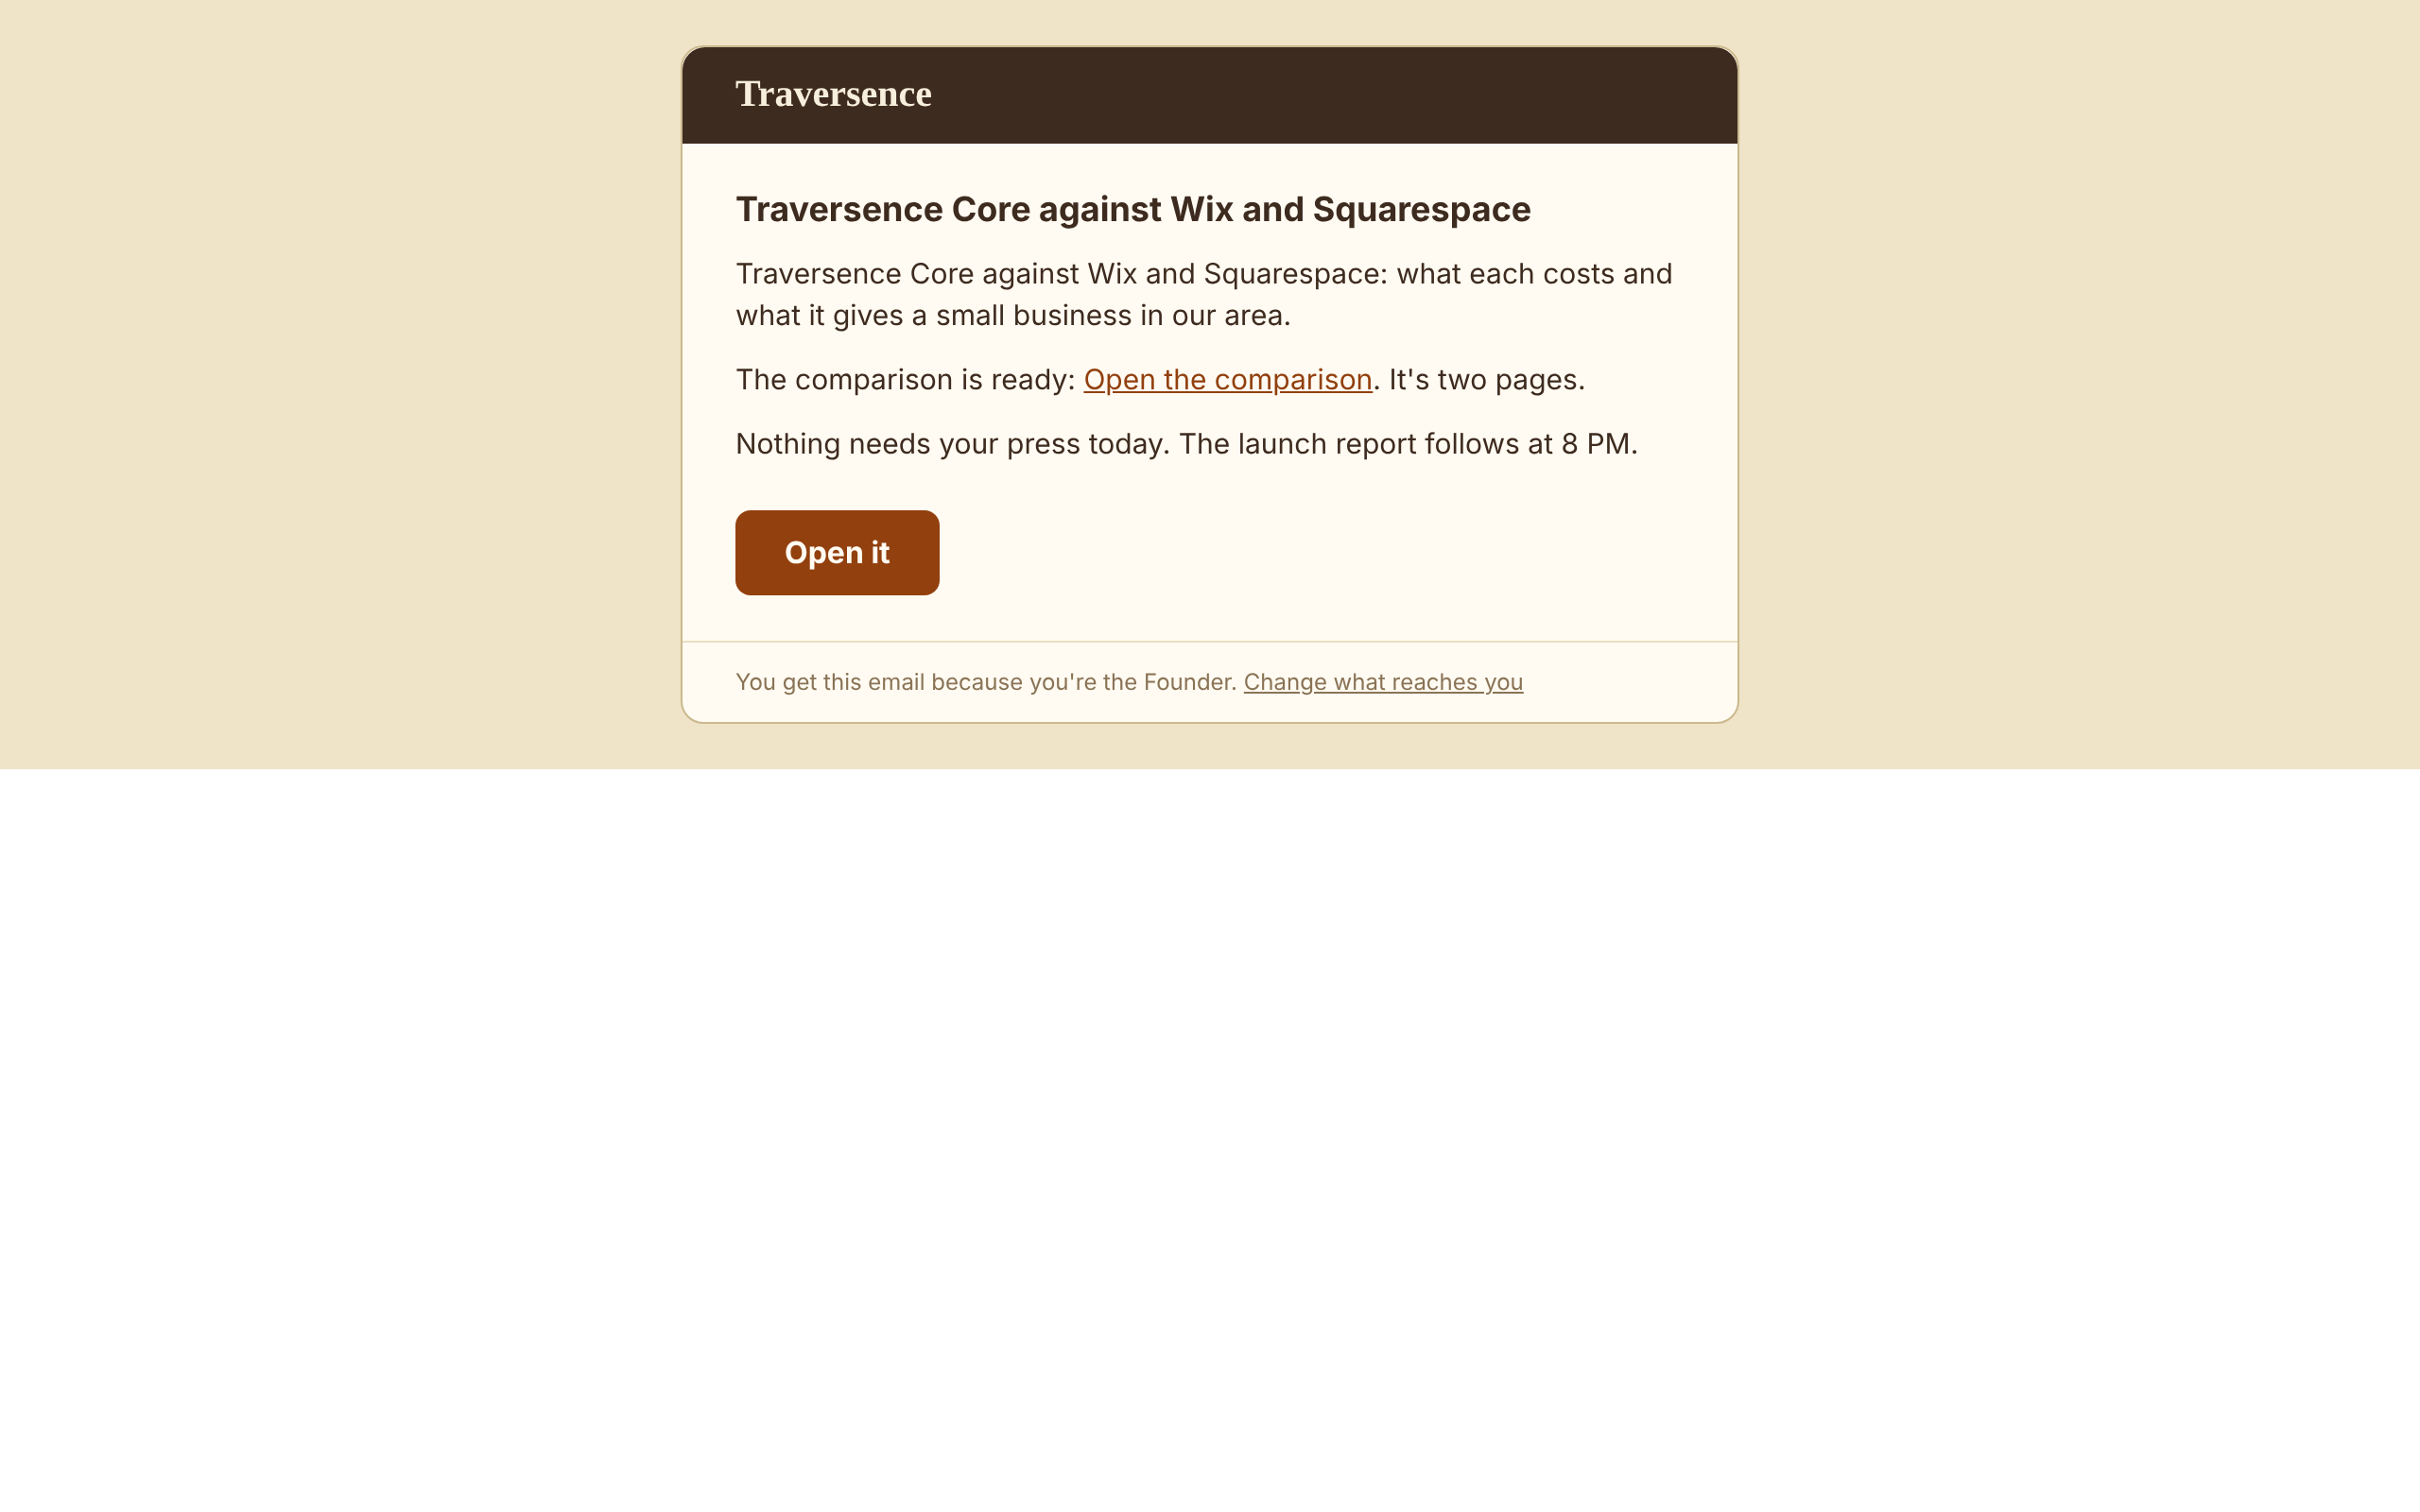 Traversence
Traversence Core against Wix and Squarespace
Traversence Core against Wix and Squarespace: what each costs and
what it gives a small business in our area.
The comparison is ready: Open the comparison. It's two pages.
Nothing needs your press today. The launch report follows at 8 PM.
Open it
You get this email because you're the Founder. Change what reaches you